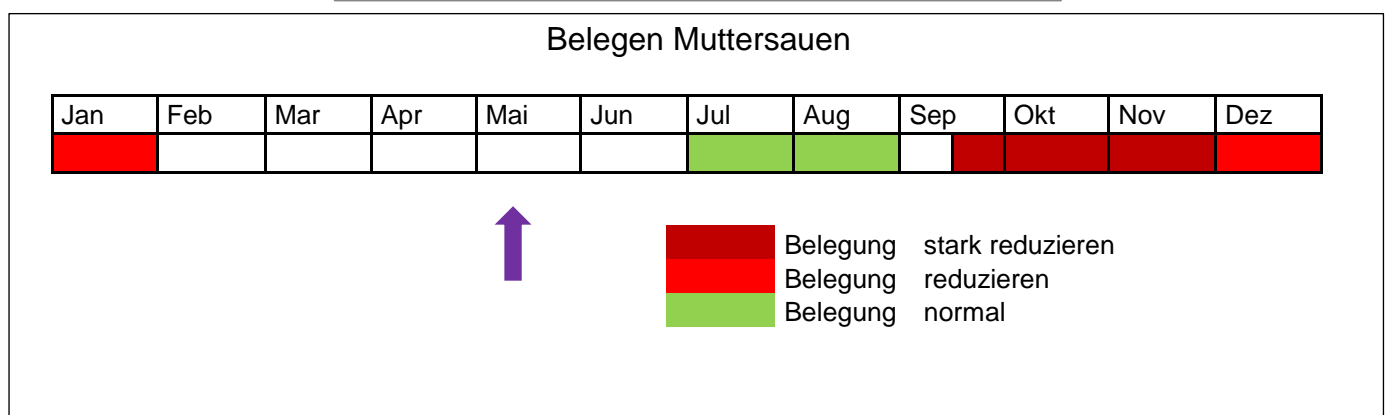 Belegen Muttersauen
Jan Feb Mar Apr Mai Jun Jul Aug Sep Okt Nov Dez
Belegung stark reduzieren
Belegung reduzieren
Belegung normal